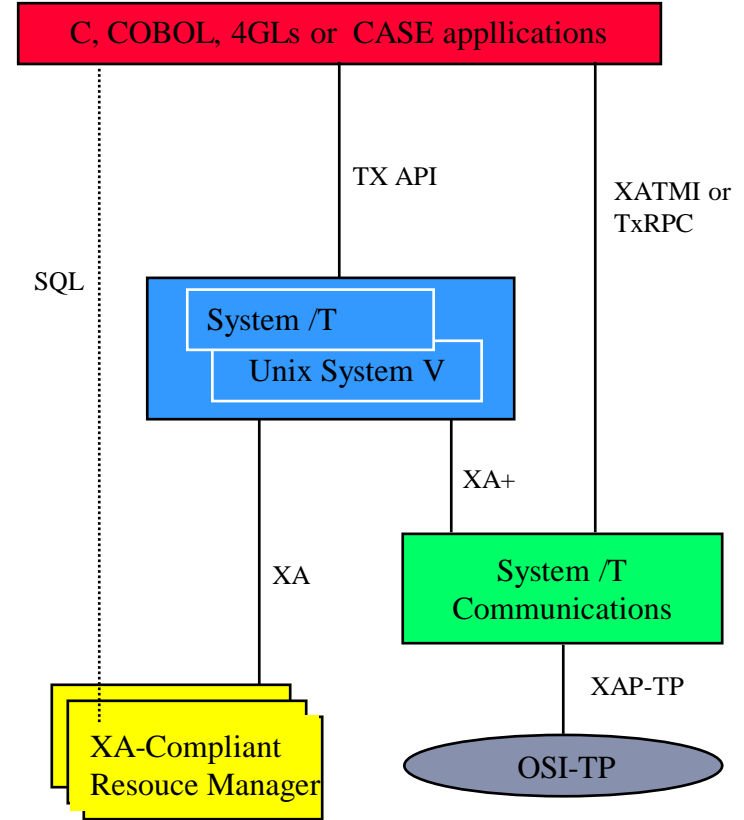 C, COBOL, 4GLs or CASE appllications
TX API
XATMI or
TxRPC
SQL
System /T
Unix System V
XA+
XA
System /T
Communications
XAP-TP
XA-Compliant
Resouce Manager
OSI-TP